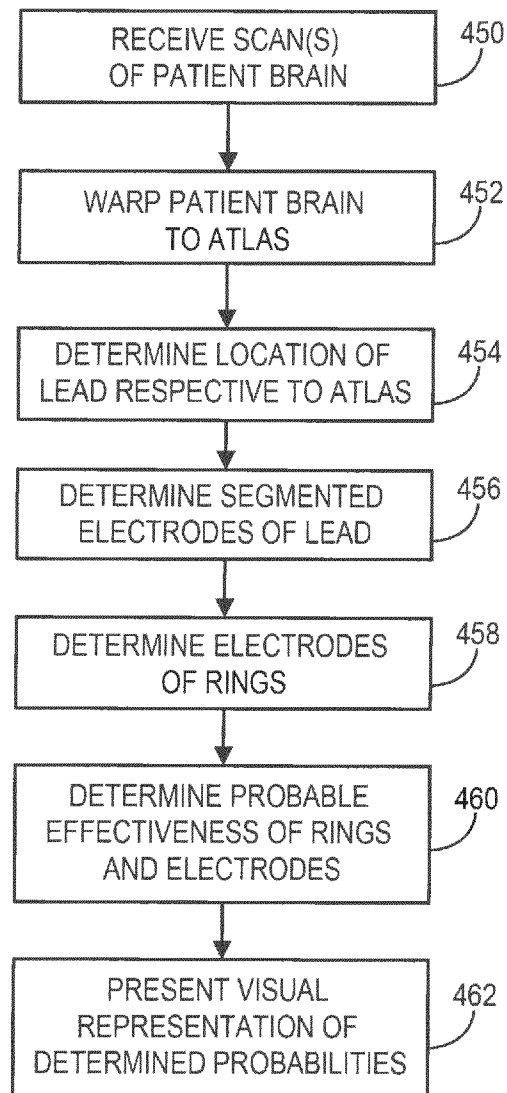 RECEIVE SCAN(S)
OF PATIENT BRAIN
450
WARP PATIENT BRAIN
TO ATLAS
452
DETERMINE LOCATION OF
LEAD RESPECTIVE TO ATLAS
454
DETERMINE SEGMENTED
ELECTRODES OF LEAD
456
DETERMINE ELECTRODES
OF RINGS
458
DETERMINE PROBABLE
EFFECTIVENESS OF RINGS
AND ELECTRODES
460
PRESENT VISUAL
REPRESENTATION OF
DETERMINED PROBABILITIES
462